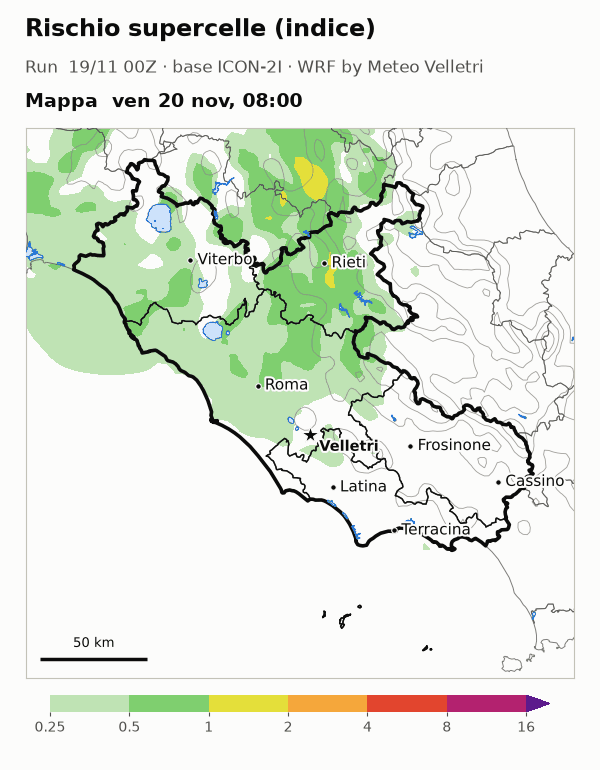 Rischio supercelle (indice)
Run 19/11 00Z · base ICON-2I · WRF by Meteo Velletri
Mappa ven 20 nov, 08:00
Viterbo
Rieti
Roma
Velletri
Frosinone
Latina
Cassino
Terracina
50 km
0.25 0.5 1 2 4 8 16